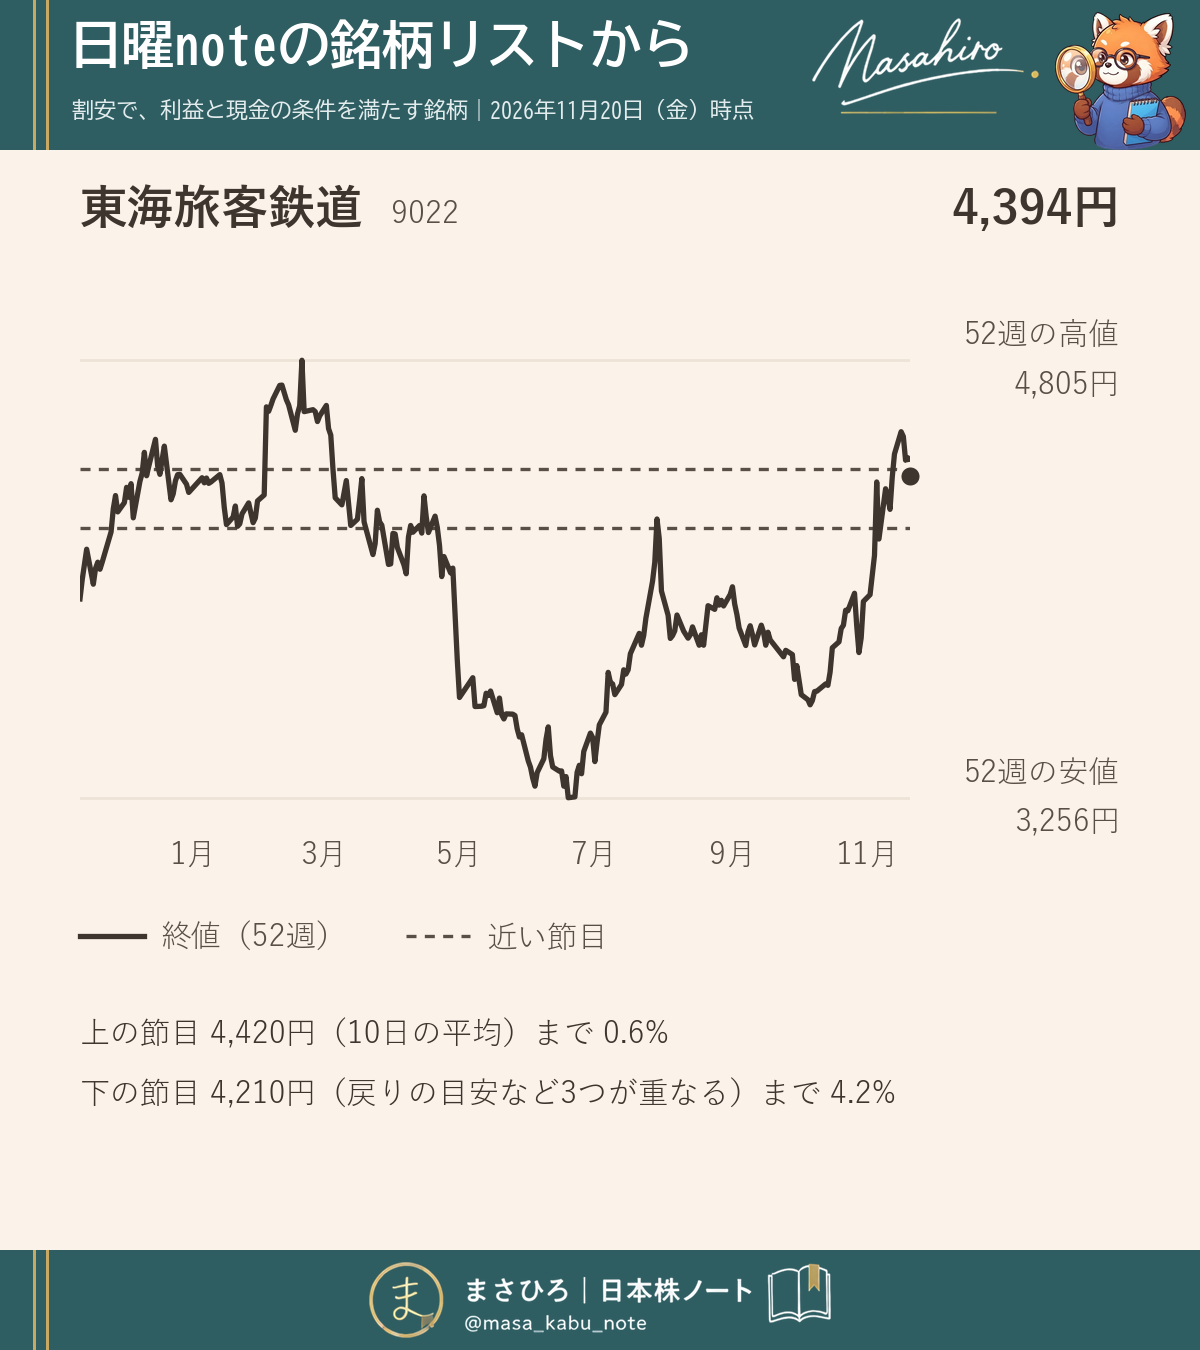 日曜noteの銘柄リストから
割安で、利益と現金の条件を満たす銘柄｜2026年11月20日（金）時点
Masahiro
東海旅客鉄道 9022
4,394円
52週の高値
4,805円
52週の安値
3,256円
1月 3月 5月 7月 9月 11月
終値（52週） 近い節目
上の節目 4,420円（10日の平均）まで 0.6%
下の節目 4,210円（戻りの目安など3つが重なる）まで 4.2%
ま
まさひろ｜日本株ノート
@masa_kabu_note